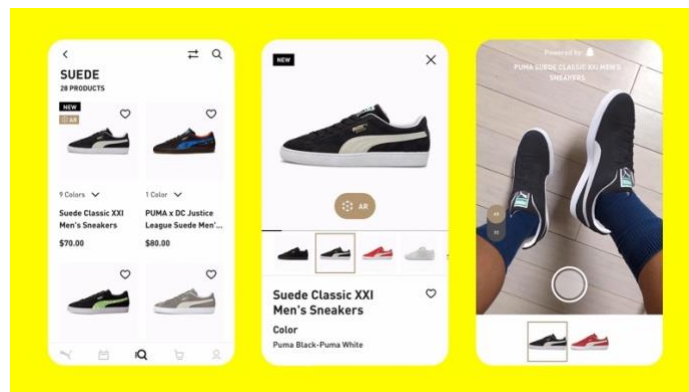 SUEDE
28 PRODUCTS
NEW
AR
9 Colors
1 Color
Suede Classic XXI
Men's Sneakers
PUMA x DC Justice
League Suede Men'...
$70.00
$80.00
NEW
AR
Suede Classic XXI
Men's Sneakers
Color
Puma Black-Puma White
Powered by
PUMA SUEDE CLASSIC XXI MEN'S
SNEAKERS